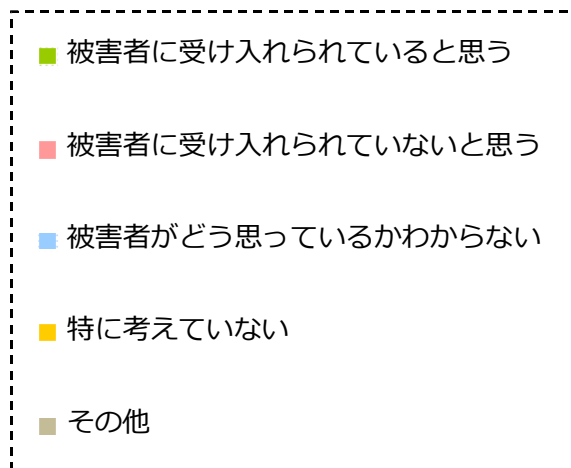 被害者に受け入れられていると思う
被害者に受け入れられていないと思う
被害者がどう思っているかわからない
特に考えていない
その他